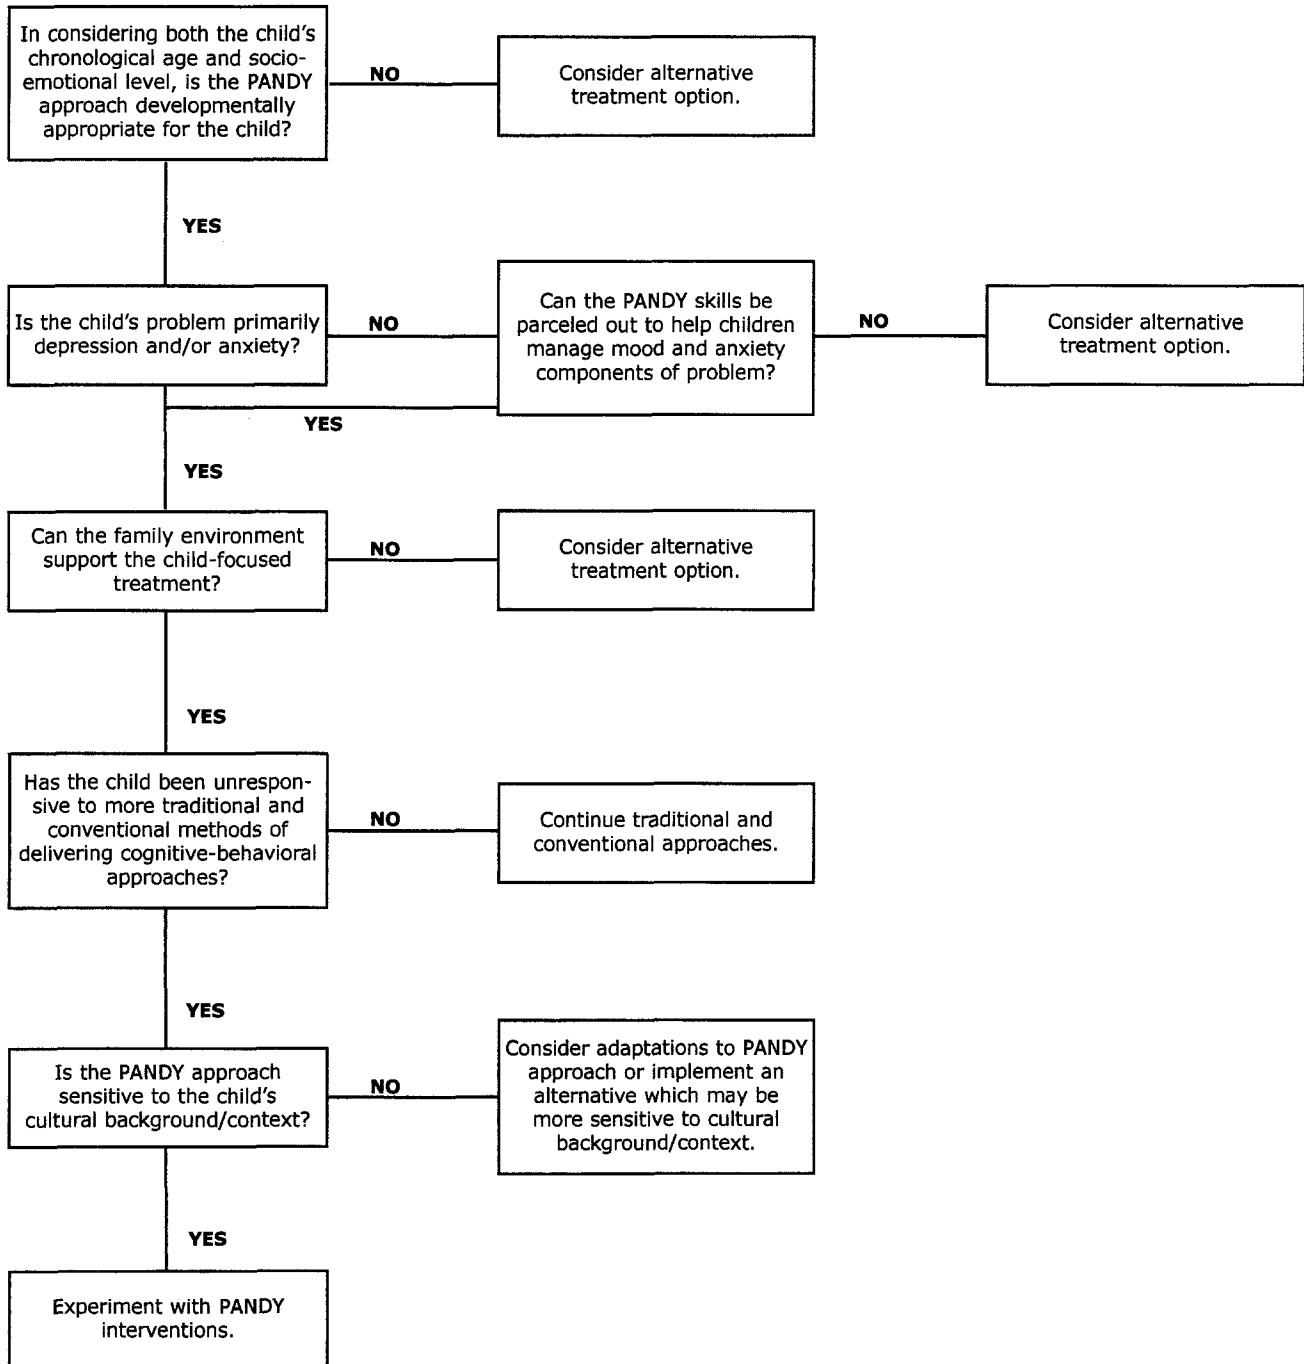 In considering both the child's
chronological age and socio-
emotional level, is the PANDY
approach developmentally
appropriate for the child?
NO
Consider alternative
treatment option.
YES
Is the child's problem primarily
depression and/or anxiety?
NO
Can the PANDY skills be
parceled out to help children
manage mood and anxiety
components of problem?
NO
Consider alternative
treatment option.
YES
YES
Can the family environment
support the child-focused
treatment?
NO
Consider alternative
treatment option.
YES
Has the child been unrespon-
sive to more traditional and
conventional methods of
delivering cognitive-behavioral
approaches?
NO
Continue traditional and
conventional approaches.
YES
Is the PANDY approach
sensitive to the child's
cultural background/context?
NO
Consider adaptations to PANDY
approach or implement an
alternative which may be
more sensitive to cultural
background/context.
YES
Experiment with PANDY
interventions.